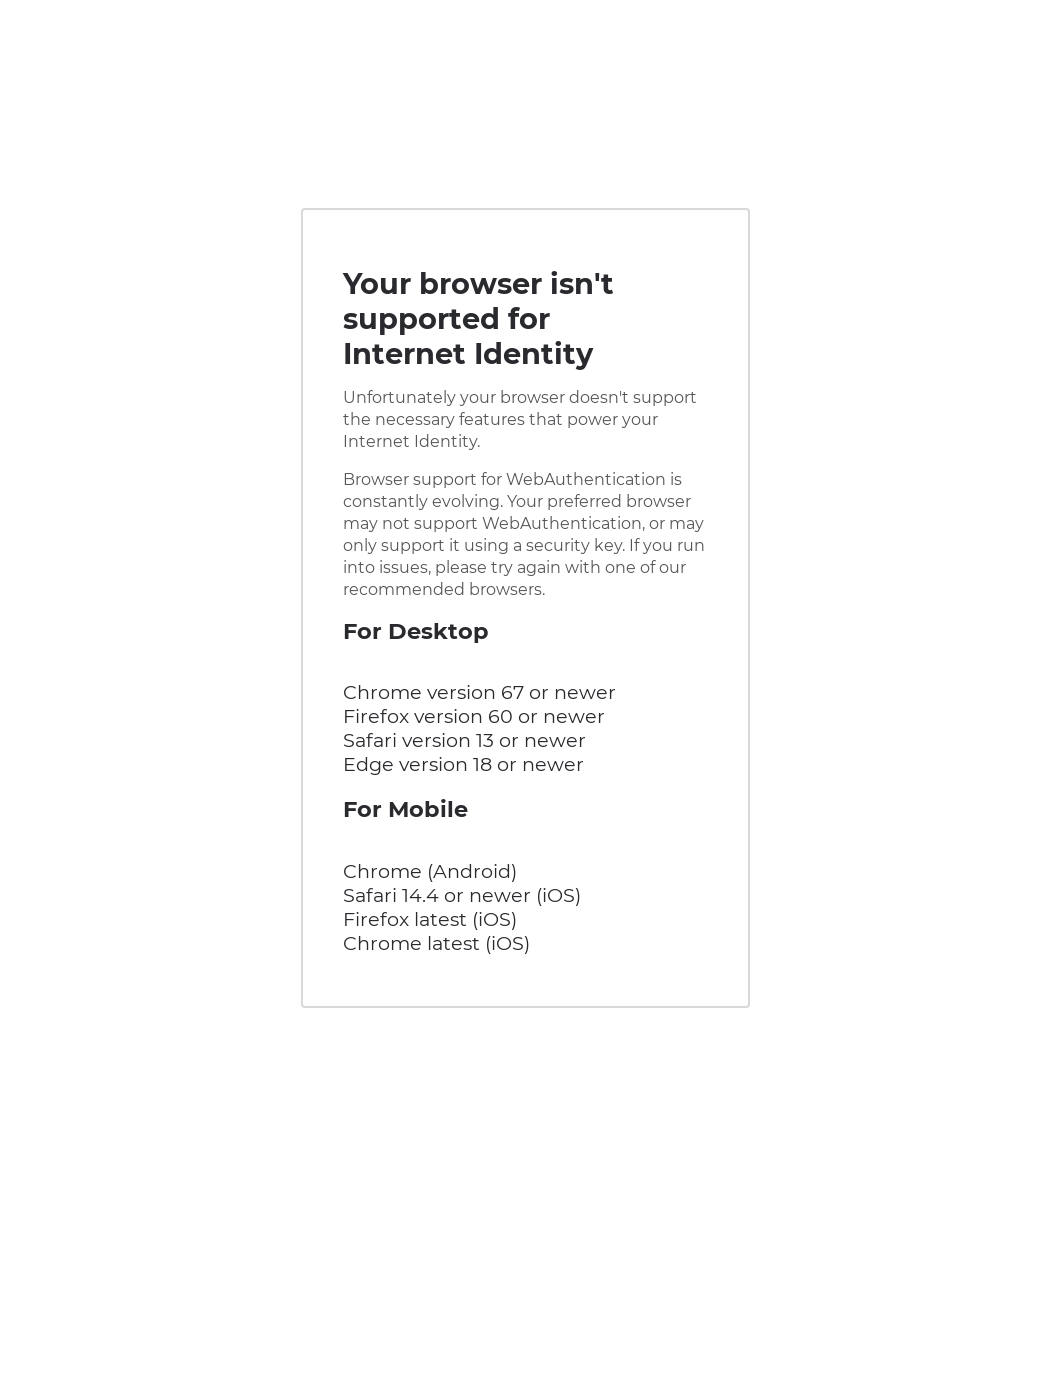 Your browser isn't
supported for
Internet Identity
Unfortunately your browser doesn't support
the necessary features that power your
Internet Identity.
Browser support for WebAuthentication is
constantly evolving. Your preferred browser
may not support WebAuthentication, or may
only support it using a security key. If you run
into issues, please try again with one of our
recommended browsers.
For Desktop
Chrome version 67 or newer
Firefox version 60 or newer
Safari version 13 or newer
Edge version 18 or newer
For Mobile
Chrome (Android)
Safari 14.4 or newer (iOS)
Firefox latest (iOS)
Chrome latest (iOS)